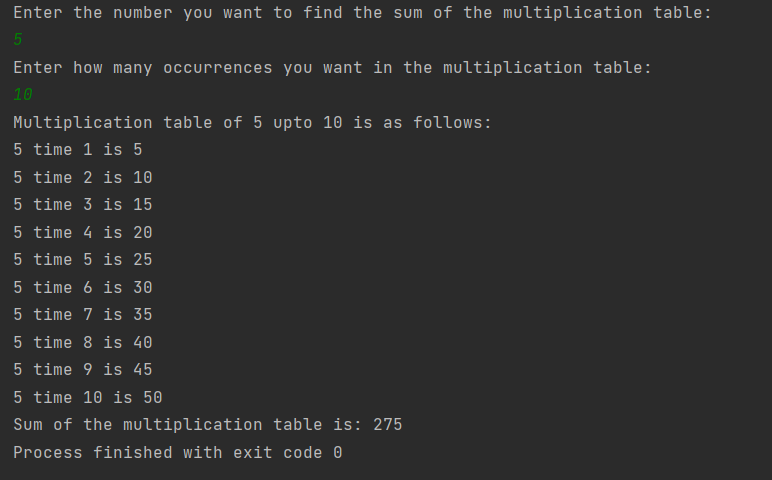 Enter the number you want to find the sum of the multiplication table:
5
Enter how many occurrences you want in the multiplication table:
10
Multiplication table of 5 upto 10 is as follows:
5 time 1 is 5
5 time 2 is 10
5 time 3 is 15
5 time 4 is 20
5 time 5 is 25
5 time 6 is 30
5 time 7 is 35
5 time 8 is 40
5 time 9 is 45
5 time 10 is 50
Sum of the multiplication table is: 275
Process finished with exit code 0